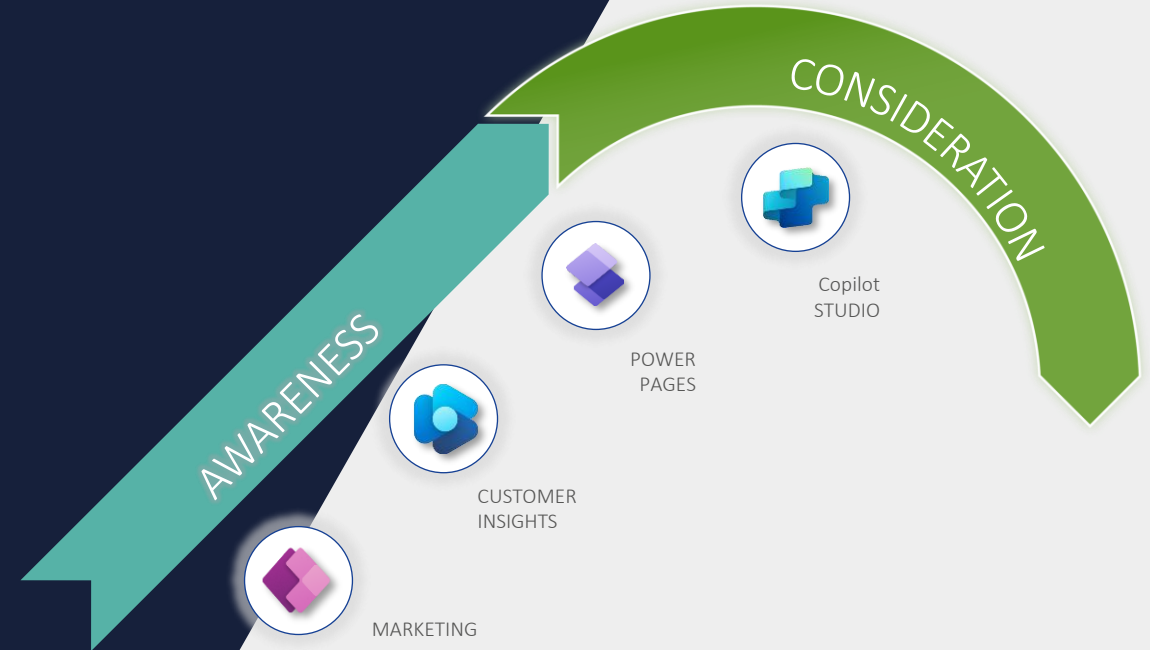 CONSIDERATION
AWARENESS
Copilot
STUDIO
POWER
PAGES
CUSTOMER
INSIGHTS
MARKETING